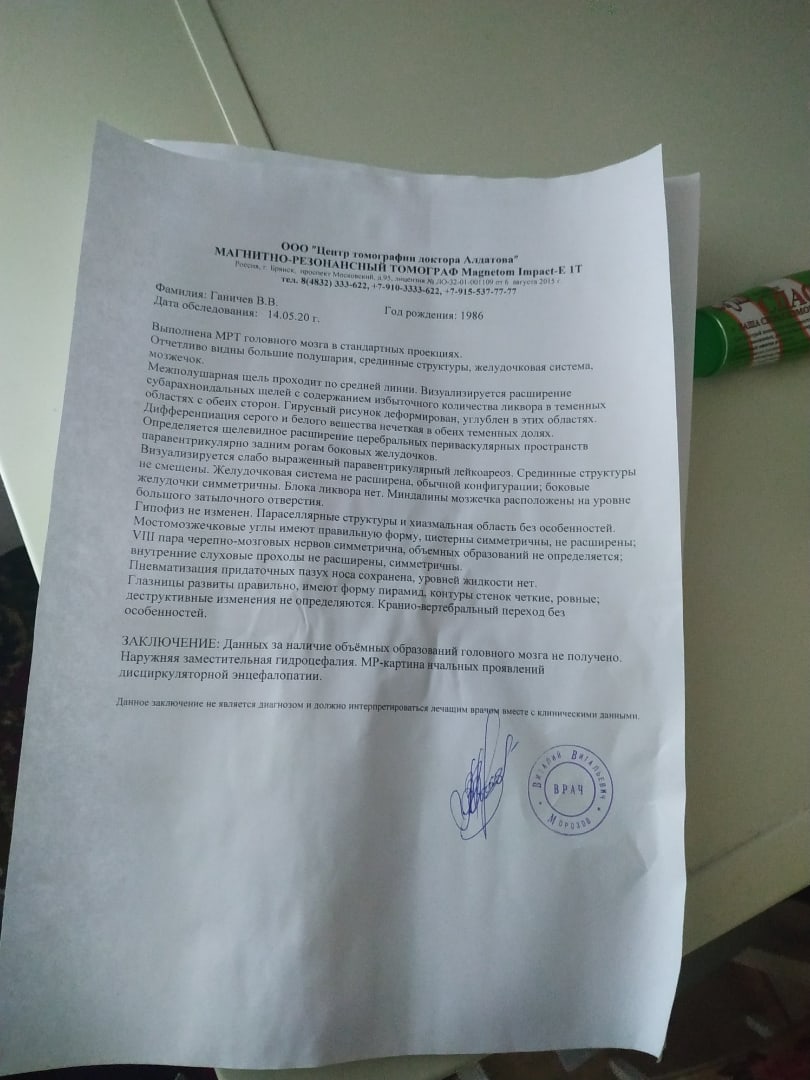 ООО "Центр томографии доктора Алдатова"
МАГНИТНО-РЕЗОНАНСНЫЙ ТОМОГРАФ Magnetom Impact-E 1T
Россия, г. Брянск, проспект Московский, д.95, лицензия № ЛО-32-01-001109 от 6 августа 2015 г.
тел. 8(4832) 333-622, +7-910-3333-622, +7-915-537-77-77
Фамилия: Ганичев В.В.
Год рождения: 1986
Дата обследования: 14.05.20 г.
Выполнена МРТ головного мозга в стандартных проекциях.
Отчетливо видны большие полушария, срединные структуры, желудочковая система,
мозжечок.
Межполушарная щель проходит по средней линии. Визуализируется расширение
субарахноидальных щелей с содержанием избыточного количества ликвора в теменных
областях с обеих сторон. Гирусный рисунок деформирован, углублен в этих областях.
Дифференциация серого и белого вещества нечеткая в обеих теменных долях.
Определяется щелевидное расширение церебральных периваскулярных пространств
паравентрикулярно задним рогам боковых желудочков.
Визуализируется слабо выраженный паравентрикулярный лейкоареоз. Срединные структуры
не смещены. Желудочковая система не расширена, обычной конфигурации; боковые
желудочки симметричны. Блока ликвора нет. Миндалины мозжечка расположены на уровне
большого затылочного отверстия.
Гипофиз не изменен. Параселлярные структуры и хиазмальная область без особенностей.
Мостомозжечковые углы имеют правильную форму, цистерны симметричны, не расширены;
VIII пара черепно-мозговых нервов симметрична, объемных образований не определяется;
внутренние слуховые проходы не расширены, симметричны.
Пневматизация придаточных пазух носа сохранена, уровней жидкости нет.
Глазницы развиты правильно, имеют форму пирамид, контуры стенок четкие, ровные;
деструктивные изменения не определяются. Кранио-вертебральный переход без
особенностей.
ЗАКЛЮЧЕНИЕ: Данных за наличие объёмных образований головного мозга не получено.
Наружняя заместительная гидроцефалия. МР-картина нчальных проявлений
дисциркуляторной энцефалопатии.
Данное заключение не является диагнозом и должно интерпретироваться лечащим врачом вместе с клиническими данными.
Виталий Витальевич
ВРАЧ
Морозов